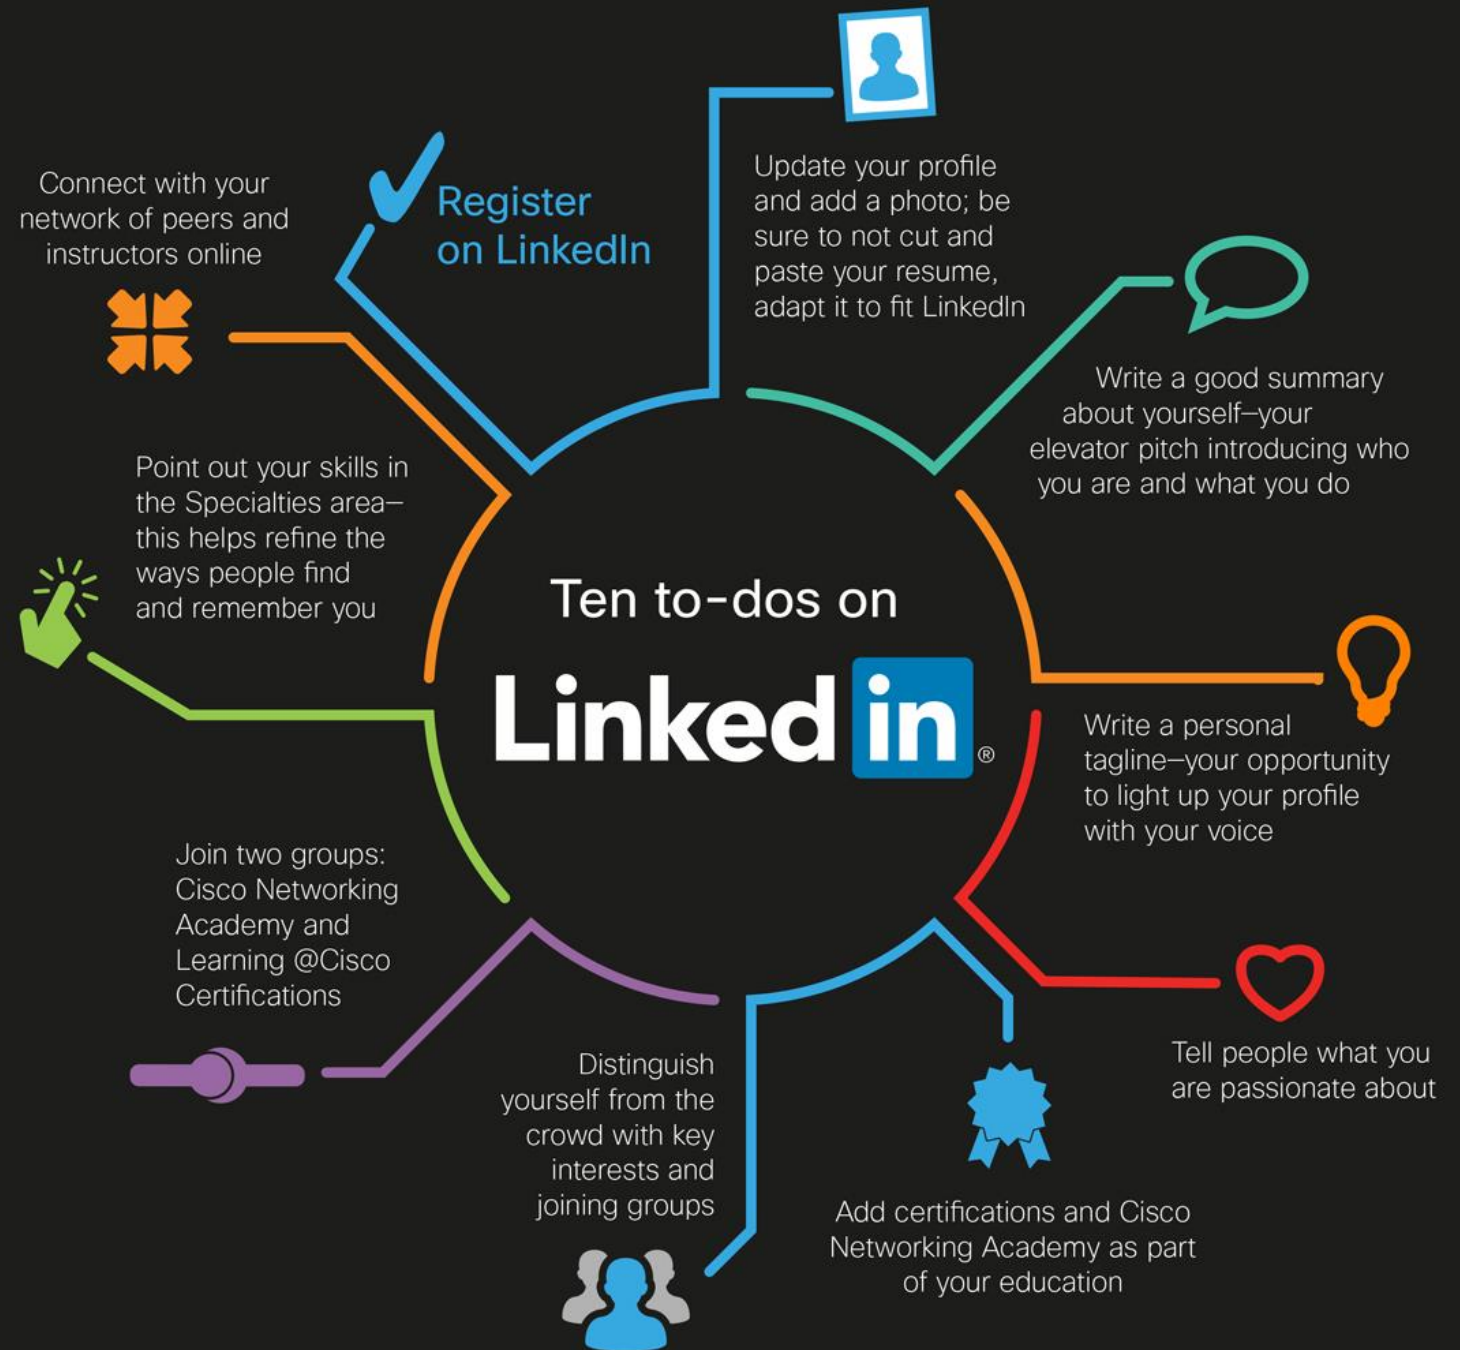 Ten to-dos on
Linked in ®
Register
on LinkedIn
Update your profile
and add a photo; be
sure to not cut and
paste your resume,
adapt it to fit LinkedIn
Write a good summary
about yourself—your
elevator pitch introducing who
you are and what you do
Write a personal
tagline—your opportunity
to light up your profile
with your voice
Tell people what you
are passionate about
Add certifications and Cisco
Networking Academy as part
of your education
Distinguish
yourself from the
crowd with key
interests and
joining groups
Join two groups:
Cisco Networking
Academy and
Learning @Cisco
Certifications
Point out your skills in
the Specialties area—
this helps refine the
ways people find
and remember you
Connect with your
network of peers and
instructors online